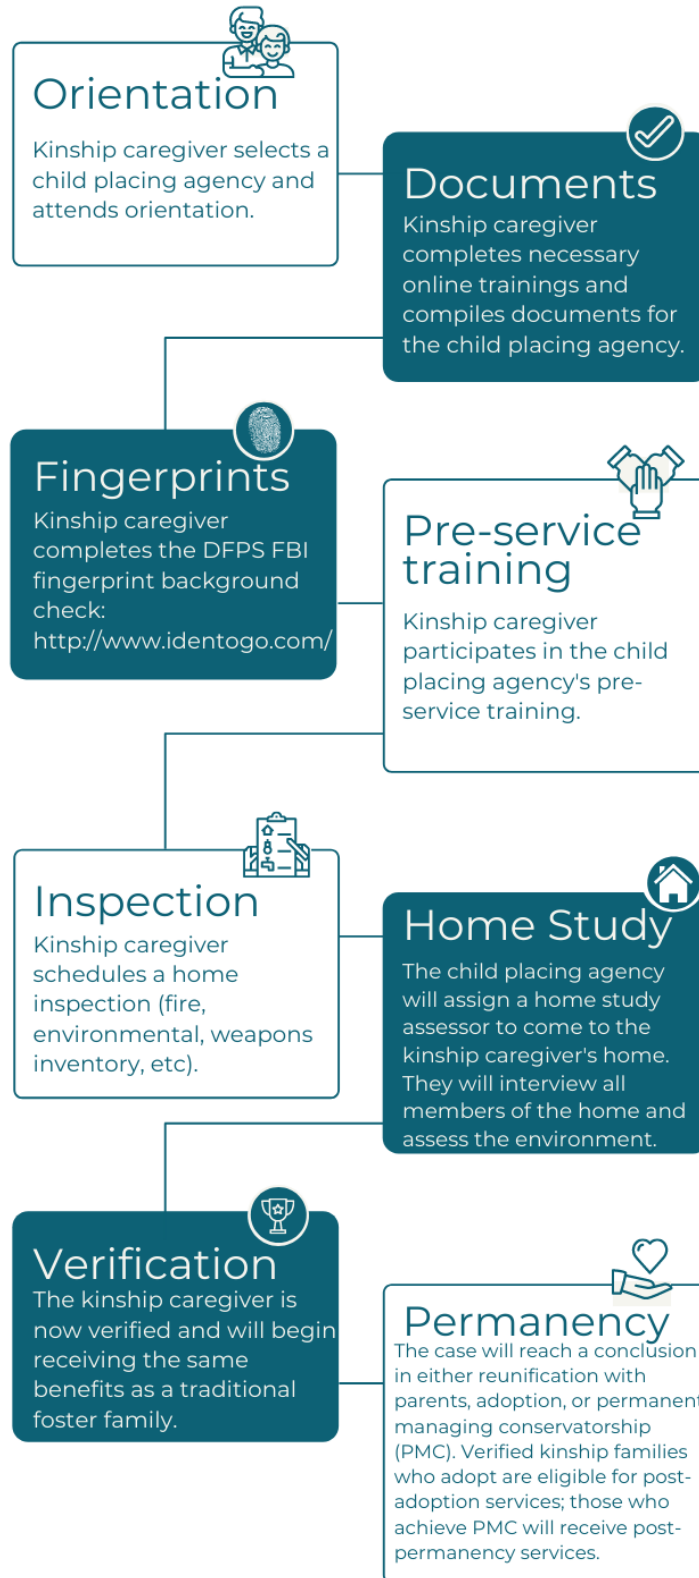 Orientation
Kinship caregiver selects a
child placing agency and
attends orientation.
Documents
Kinship caregiver
completes necessary
online trainings and
compiles documents for
the child placing agency.
Fingerprints
Kinship caregiver
completes the DFPS FBI
fingerprint background
check:
http://www.identogo.com/
Pre-service
training
Kinship caregiver
participates in the child
placing agency's pre-
service training.
Inspection
Kinship caregiver
schedules a home
inspection (fire,
environmental, weapons
inventory, etc).
Home Study
The child placing agency
will assign a home study
assessor to come to the
kinship caregiver's home.
They will interview all
members of the home and
assess the environment.
Verification
The kinship caregiver is
now verified and will begin
receiving the same
benefits as a traditional
foster family.
Permanency
The case will reach a conclusion
in either reunification with
parents, adoption, or permanent
managing conservatorship
(PMC). Verified kinship families
who adopt are eligible for post-
adoption services; those who
achieve PMC will receive post-
permanency services.